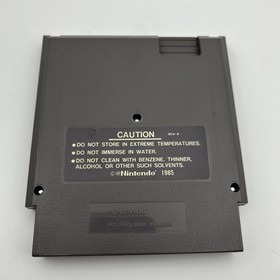 CAUTION
REV-A
•DO NOT STORE IN EXTREME TEMPERATURES.
•DO NOT IMMERSE IN WATER.
•DO NOT CLEAN WITH BENZENE, THINNER,
ALCOHOL OR OTHER SUCH SOLVENTS.
©®Nintendo® 1985